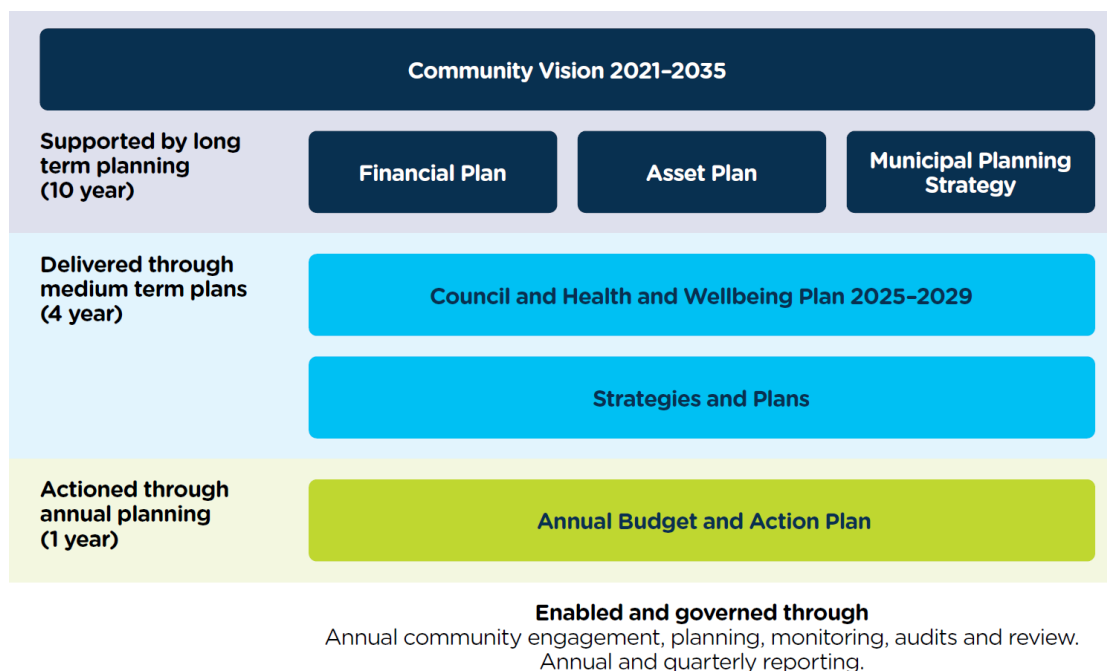 Community Vision 2021–2035
Supported by long
term planning
(10 year)
Financial Plan
Asset Plan
Municipal Planning
Strategy
Delivered through
medium term plans
(4 year)
Council and Health and Wellbeing Plan 2025–2029
Strategies and Plans
Actioned through
annual planning
(1 year)
Annual Budget and Action Plan
Enabled and governed through
Annual community engagement, planning, monitoring, audits and review.
Annual and quarterly reporting.